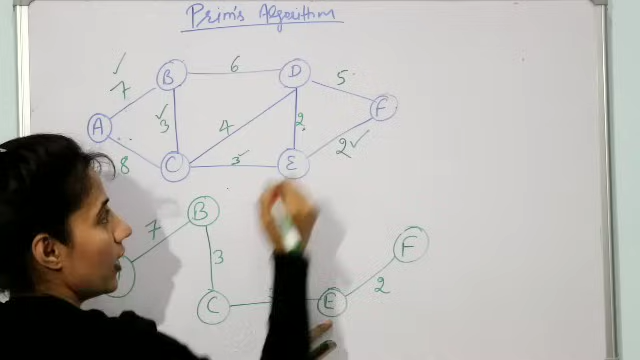 Prim's Algorithm
B 6 D
7 5
A 3 4 2 F
8 C 3 E 2
B
7 3 F
C E 2